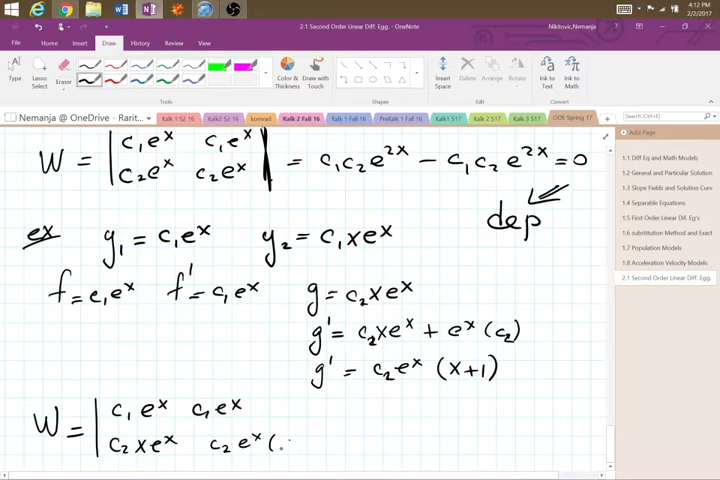 4:12 PM
2/2/2017
2.1 Second Order Linear Diff. Egg. - OneNote
Nikitovic, Nemanja
File Home Insert Draw History Review View
Type Lasso Select Eraser
Color & Thickness Draw with Touch
Insert Space Delete Arrange Rotate
Ink to Text Ink to Math
Tools Shapes Edit Convert
Nemanja @ OneDrive - Rarit... Kalk 1 S2 16 Kalk2 S2 16 komrad Kalk 2 Fall 16 Kalk 1 Fall 16 PreKalk 1 Fall 16 Kalk1 S17 Kalk 2 S17 Kalk 3 S17 ODE Spring 17
Search (Ctrl+E)
Add Page
1.1 Diff Eq and Math Models
1.2 General and Particular Solution
1.3 Slope Fields and Solution Curv
1.4 Separable Equations
1.5 First Order Linear Dif. Eg's
1.6 substitution Method and Exact
1.7 Population Models
1.8 Acceleration Velocity Models
2.1 Second Order Linear Diff. Egg.
W = | c₁eˣ c₁eˣ
c₂eˣ c₂eˣ | = c₁c₂e²ˣ − c₁c₂e²ˣ = 0
dep
ex y₁ = c₁eˣ y₂ = c₁xeˣ
f = c₁eˣ f' = c₁eˣ g = c₂xeˣ
g' = c₂xeˣ + eˣ(c₂)
g' = c₂eˣ (x+1)
W = | c₁eˣ c₁eˣ
c₂xeˣ c₂eˣ(